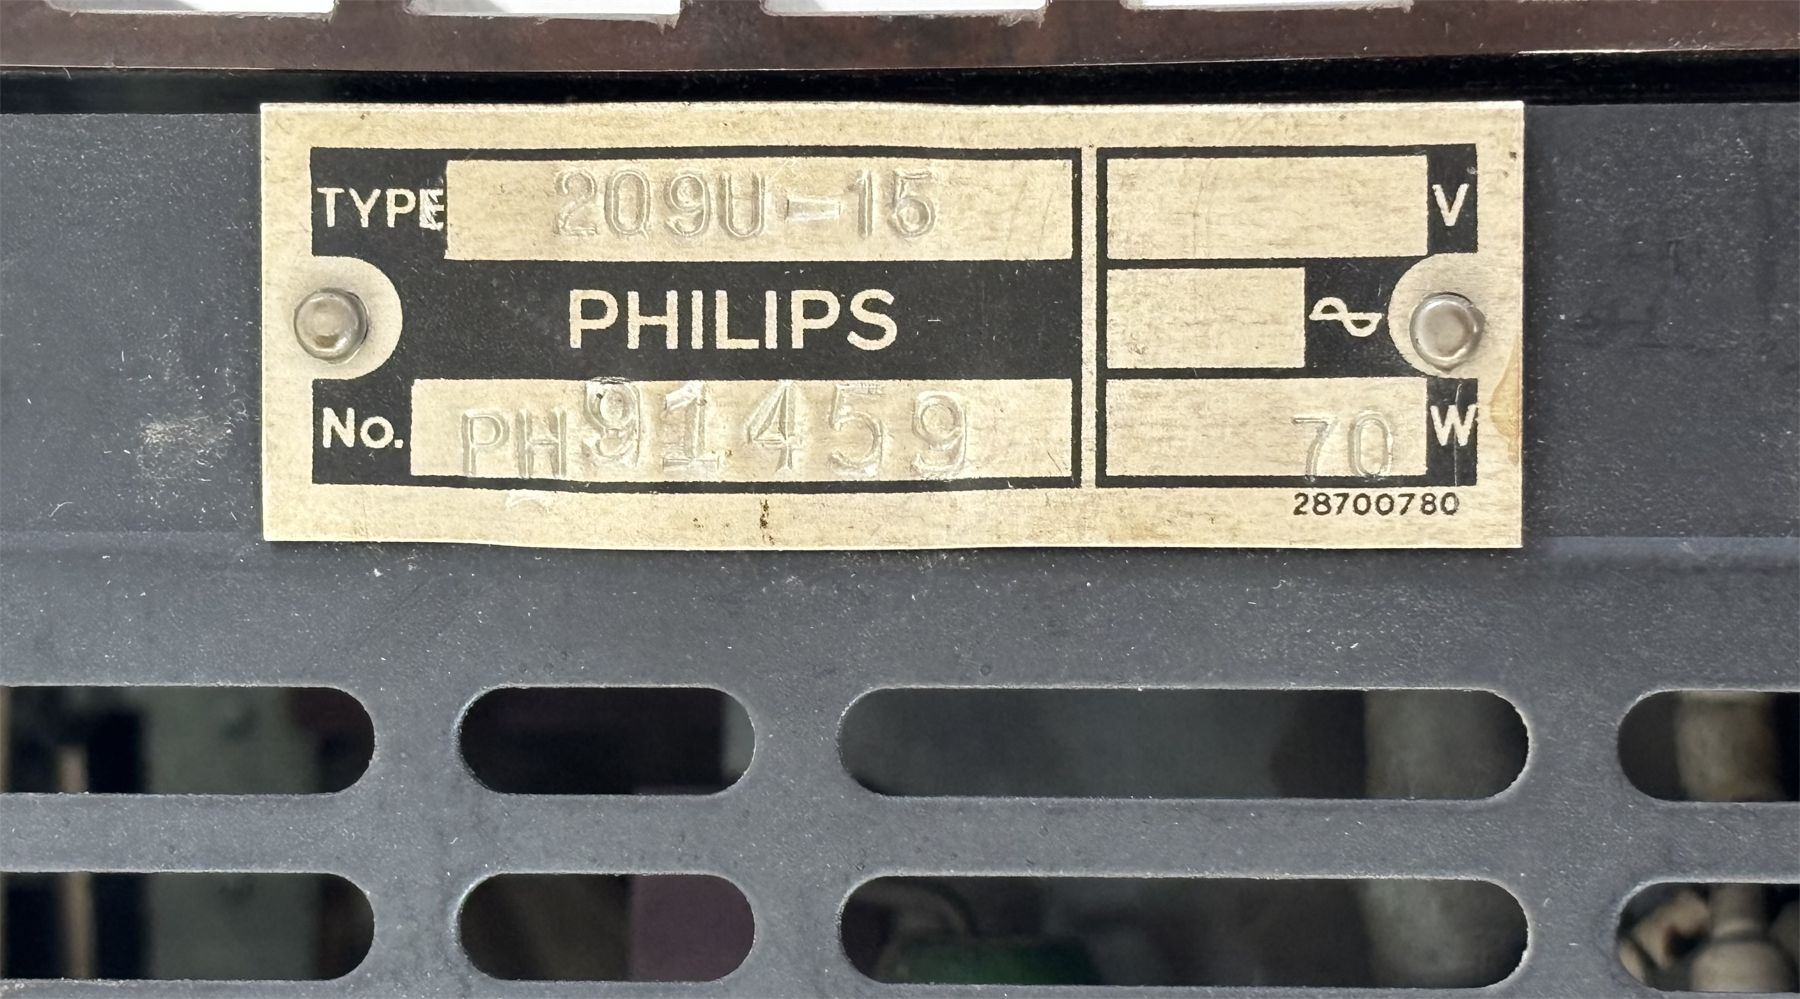 TYPE 209U-15 V
PHILIPS ~
No. PH91459 70 W
28700780